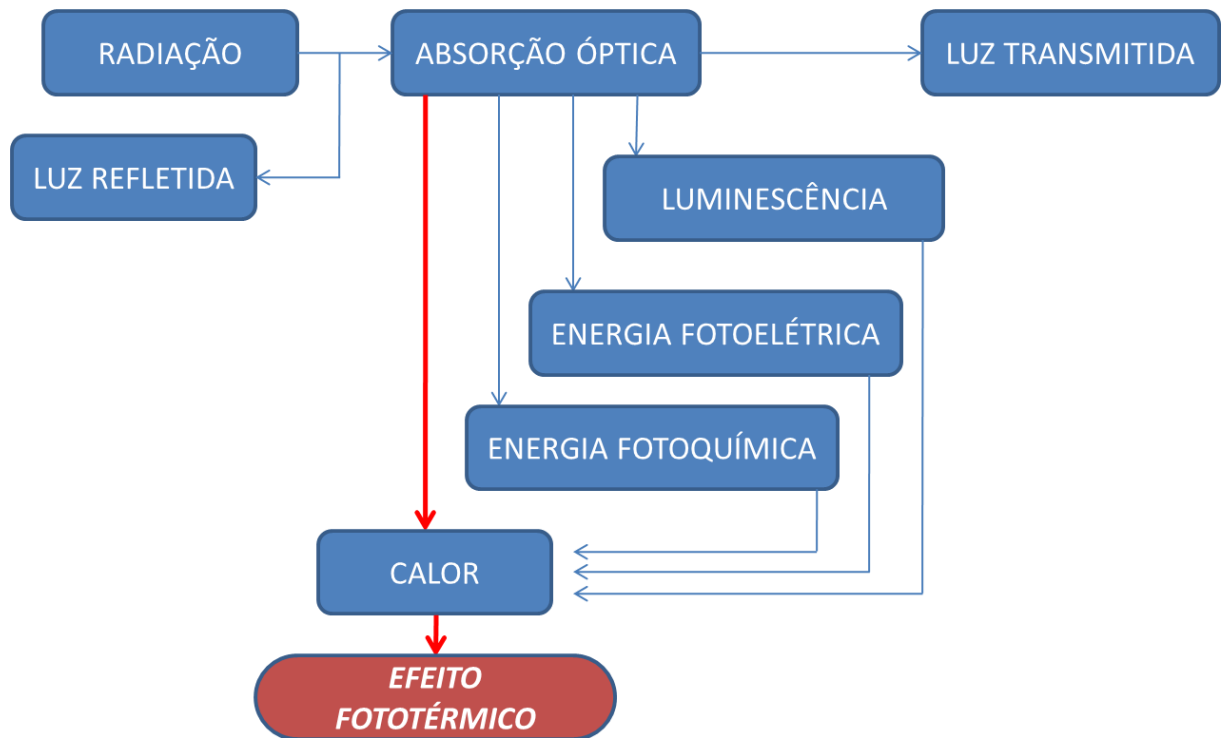 RADIAÇÃO
ABSORÇÃO ÓPTICA
LUZ TRANSMITIDA
LUZ REFLETIDA
LUMINESCÊNCIA
ENERGIA FOTOELÉTRICA
ENERGIA FOTOQUÍMICA
CALOR
EFEITO
FOTOTÉRMICO